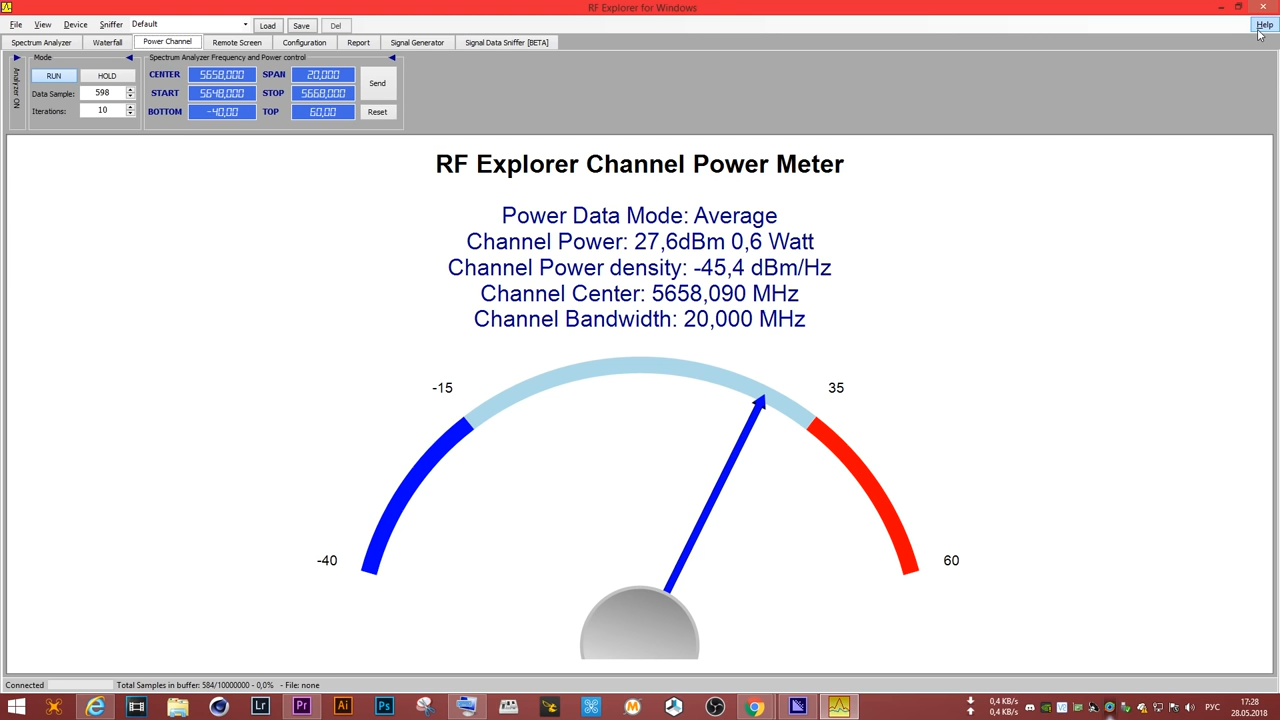 RF Explorer for Windows
File View Device Sniffer Default Load Save Del Help
Spectrum Analyzer Waterfall Power Channel Remote Screen Configuration Report Signal Generator Signal Data Sniffer [BETA]
Analyzer ON
Mode
RUN HOLD
Data Sample: 598
Iterations: 10
Spectrum Analyzer Frequency and Power control
CENTER 5658,000 SPAN 20,000
START 5648,000 STOP 5668,000
BOTTOM -40,00 TOP 60,00
Send
Reset
RF Explorer Channel Power Meter
Power Data Mode: Average
Channel Power: 27,6dBm 0,6 Watt
Channel Power density: -45,4 dBm/Hz
Channel Center: 5658,090 MHz
Channel Bandwidth: 20,000 MHz
-15 35
-40 60
Connected Total Samples in buffer: 584/10000000 - 0,0% - File: none
Lr Pr Ai Ps
0,4 KB/s
0,4 KB/s
РУС
17:28
28.05.2018